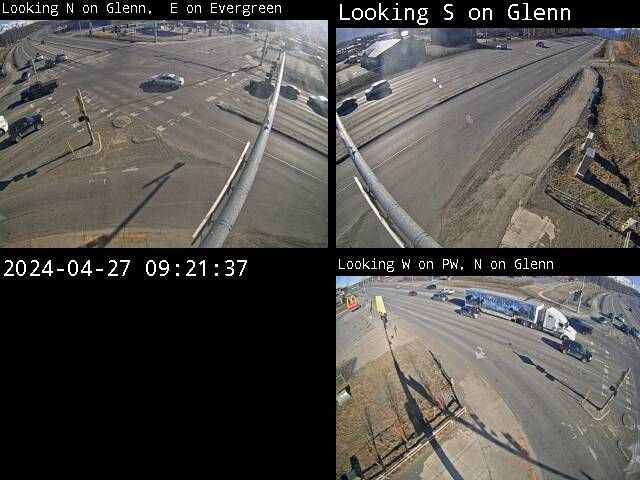 Looking N on Glenn,  E on Evergreen
Looking S on Glenn
2024-04-27 09:21:37
Looking W on PW, N on Glenn